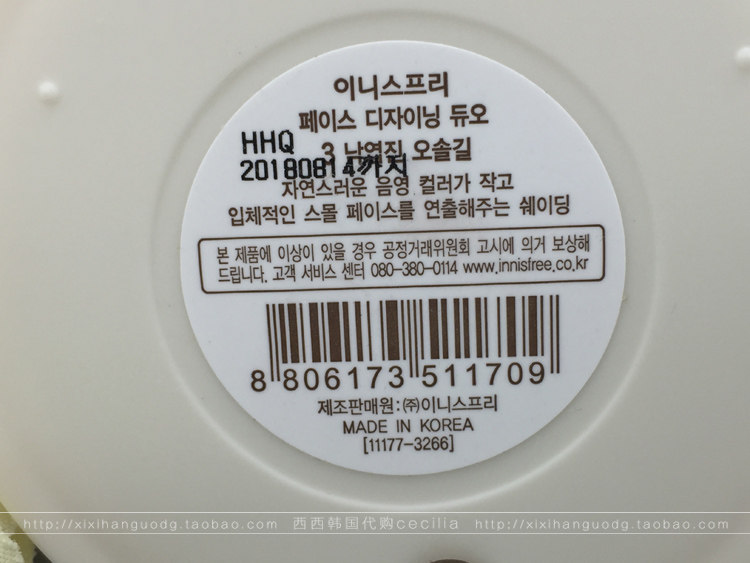 이니스프리
페이스 디자이닝 듀오
HHQ
3 남연직 오솔길
20180814까지
자연스러운 음영 컬러가 작고
입체적인 스몰 페이스를 연출해주는 쉐이딩
본 제품에 이상이 있을 경우 공정거래위원회 고시에 의거 보상해
드립니다. 고객 서비스 센터 080-380-0114 www.innisfree.co.kr
8 806173 511709
제조판매원:㈜이니스프리
MADE IN KOREA
[11177-3266]
http://xixihanguodg.taobao.com 西西韩国代购cecilia http://xixihanguodg.taobao.com